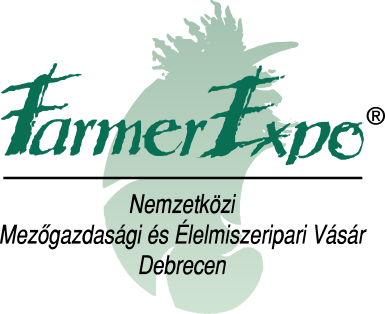 FarmerExpo®
Nemzetközi
Mezőgazdasági és Élelmiszeripari Vásár
Debrecen